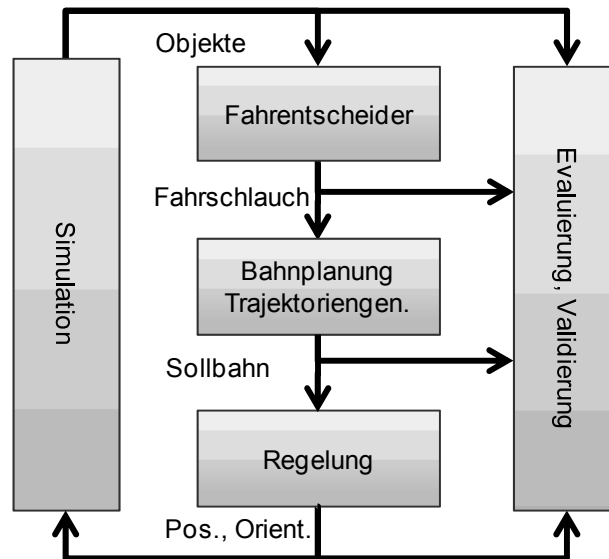 Objekte
Fahrentscheider
Fahrschlauch
Bahnplanung
Trajektoriengen.
Sollbahn
Regelung
Pos., Orient.
Simulation
Evaluierung, Validierung